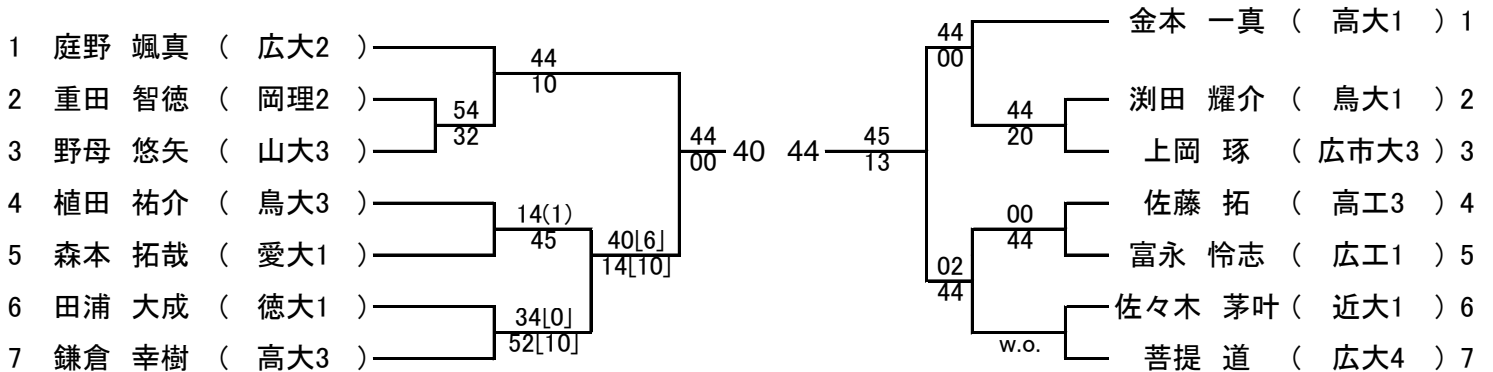 1 庭野 颯真 ( 広大2 )
2 重田 智徳 ( 岡理2 )
3 野母 悠矢 ( 山大3 )
4 植田 祐介 ( 鳥大3 )
5 森本 拓哉 ( 愛大1 )
6 田浦 大成 ( 徳大1 )
7 鎌倉 幸樹 ( 高大3 )
54
32
44
10
14(1)
45
34[0]
52[10]
40[6]
14[10]
44
00
40 44
45
13
44
00
44
20
02
44
00
44
w.o.
金本 一真 ( 高大1 ) 1
渕田 耀介 ( 鳥大1 ) 2
上岡 琢 ( 広市大3 ) 3
佐藤 拓 ( 高工3 ) 4
富永 怜志 ( 広工1 ) 5
佐々木 茅叶 ( 近大1 ) 6
菩提 道 ( 広大4 ) 7